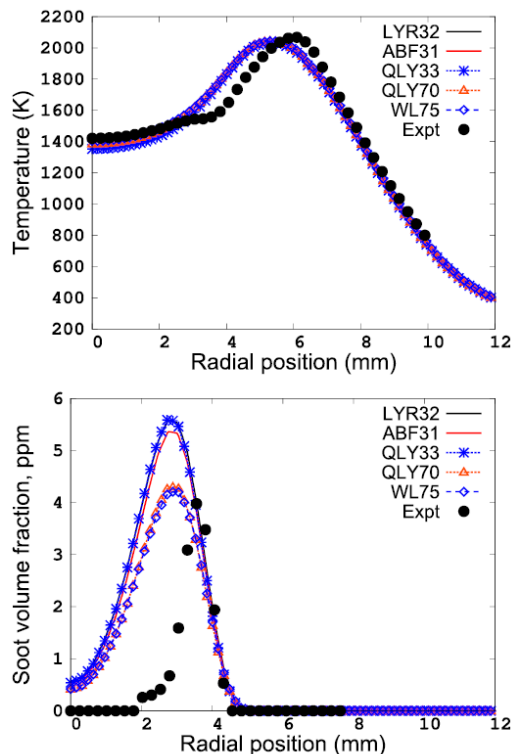 2200
2000
1800
1600
1400
1200
1000
800
600
400
200
Temperature (K)
LYR32
ABF31
QLY33
QLY70
WL75
Expt
0 2 4 6 8 10 12
Radial position (mm)
6
5
4
3
2
1
0
Soot volume fraction, ppm
LYR32
ABF31
QLY33
QLY70
WL75
Expt
0 2 4 6 8 10 12
Radial position (mm)